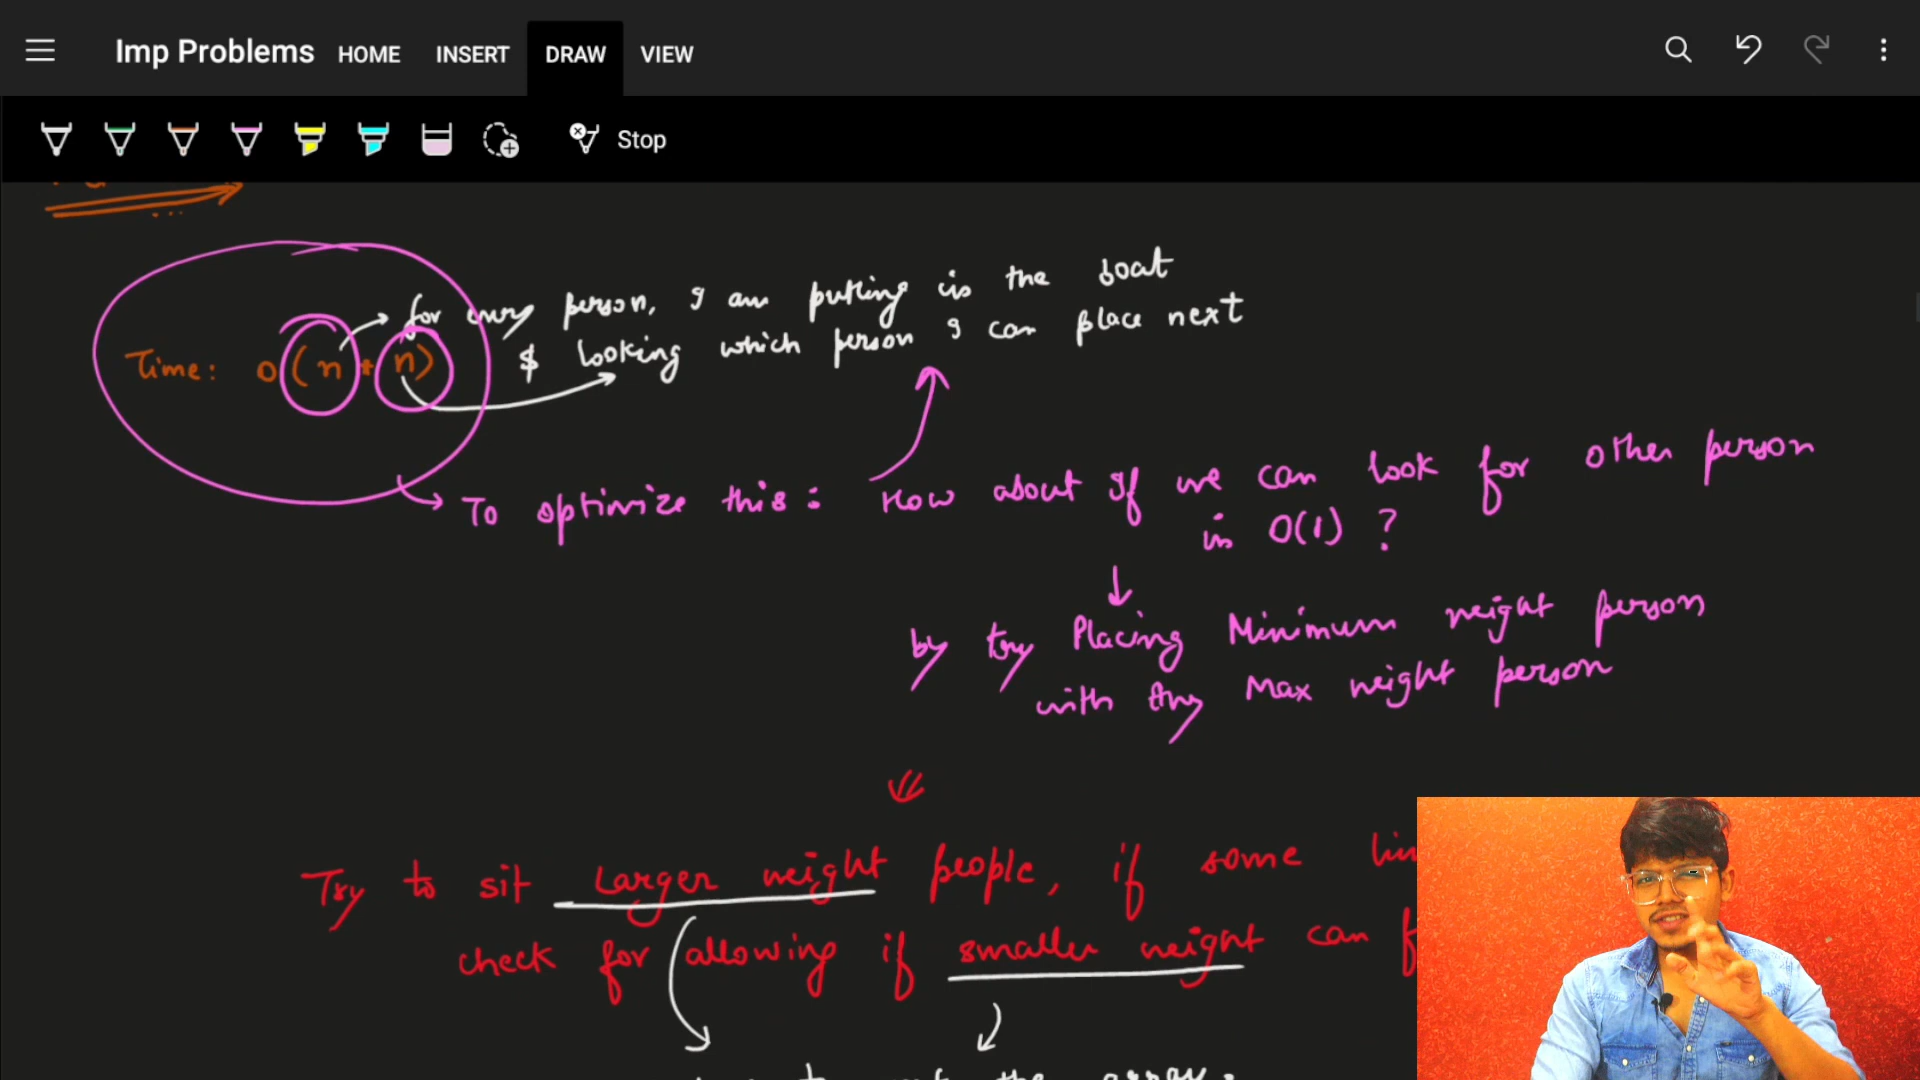 Imp Problems HOME INSERT DRAW VIEW
Stop
for every person, I am putting in the boat
Time: O(n * n) $ looking which person I can place next
To optimize this: How about If we can look for other person
in O(1) ?
by try Placing Minimum weight person
with Any Max weight person
Try to sit Larger weight people, if some
check for allowing if smaller weight can
the array.